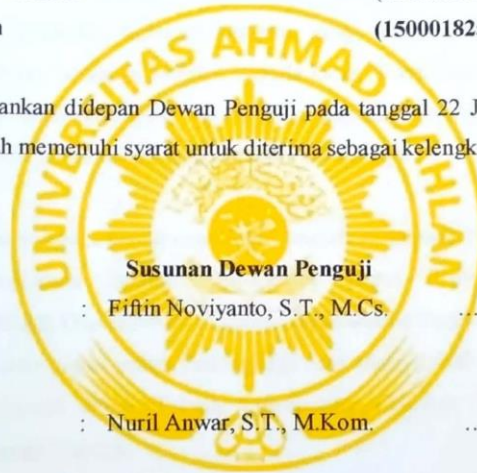 (15000182
ankan didepan Dewan Penguji pada tanggal 22 J
h memenuhi syarat untuk diterima sebagai kelengk
UNIVERSITAS AHMAD DAHLAN
Susunan Dewan Penguji
: Fiftin Noviyanto, S.T., M.Cs. ...
: Nuril Anwar, S.T., M.Kom. ...